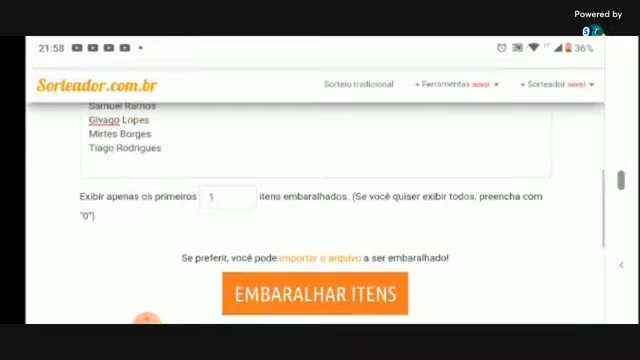 Powered by
21:58
36%
Sorteador.com.br
Sorteio tradicional
+ Ferramentas novo!
+ Sorteador novo!
Samuel Ramos
Givago Lopes
Mirtes Borges
Tiago Rodrigues
Exibir apenas os primeiros 1 itens embaralhados. (Se você quiser exibir todos, preencha com
"0")
Se preferir, você pode importar o arquivo a ser embaralhado!
EMBARALHAR ITENS